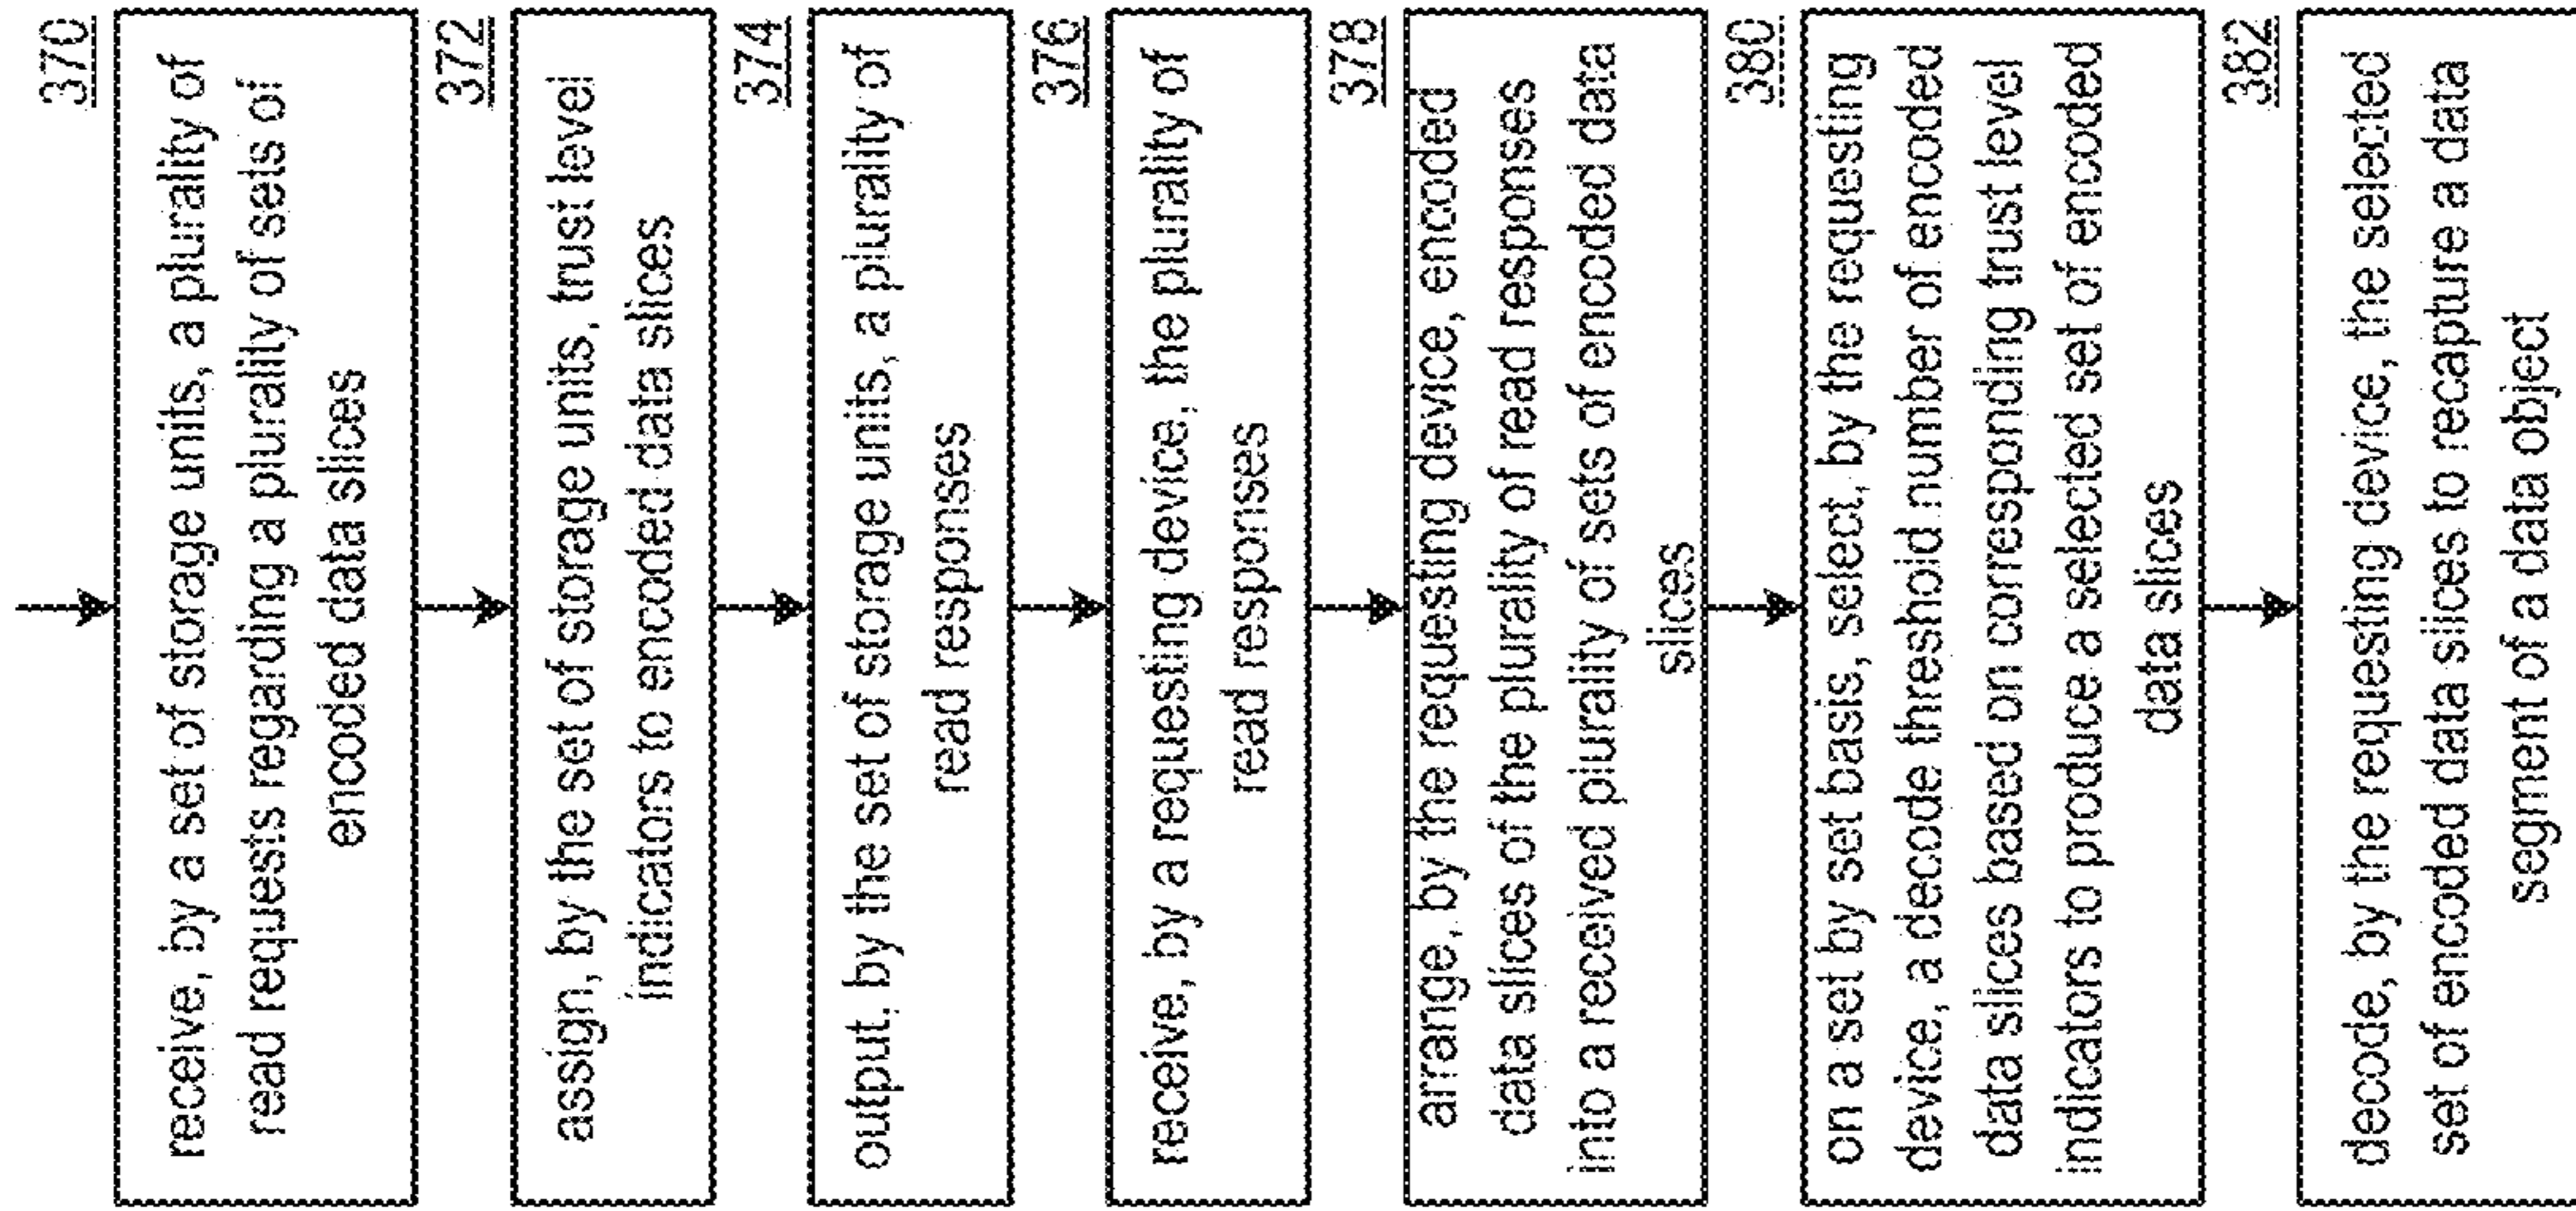 370
receive, by a set of storage units, a plurality of
read requests regarding a plurality of sets of
encoded data slices
372
assign, by the set of storage units, trust level
indicators to encoded data slices
374
output, by the set of storage units, a plurality of
read responses
376
receive, by a requesting device, the plurality of
read responses
378
arrange, by the requesting device, encoded
data slices of the plurality of read responses
into a received plurality of sets of encoded data
slices
380
on a set by set basis, select, by the requesting
device, a decode threshold number of encoded
data slices based on corresponding trust level
indicators to produce a selected set of encoded
data slices
382
decode, by the requesting device, the selected
set of encoded data slices to recapture a data
segment of a data object